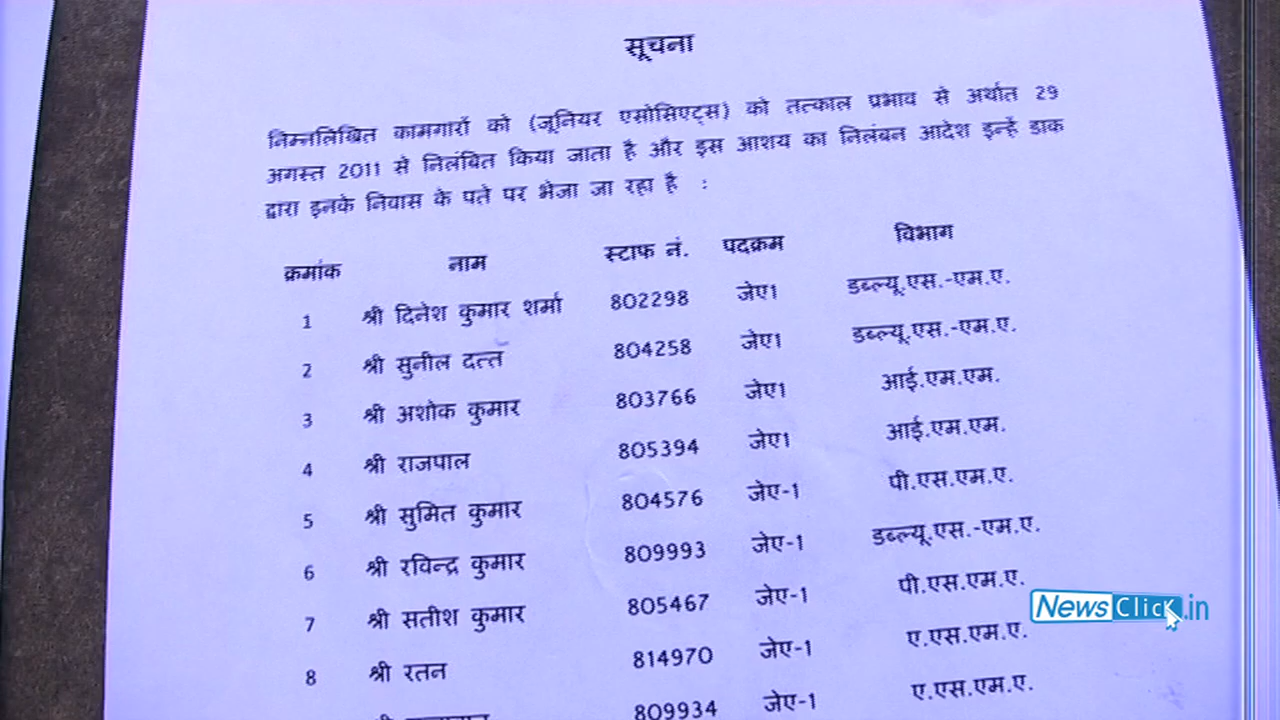 सूचना
निम्नलिखित कामगारों को (जूनियर एसोसिएट्स) को तत्काल प्रभाव से अर्थात 29
अगस्त 2011 से निलंबित किया जाता है और इस आशय का निलंबन आदेश इन्हें डाक
द्वारा इनके निवास के पते पर भेजा जा रहा है :
क्रमांक नाम स्टाफ नं. पदक्रम विभाग
1 श्री दिनेश कुमार शर्मा 802298 जेए1 डब्ल्यू.एस.-एम.ए.
2 श्री सुनील दत्त 804258 जेए1 डब्ल्यू.एस.-एम.ए.
3 श्री अशोक कुमार 803766 जेए1 आई.एम.एम.
4 श्री राजपाल 805394 जेए1 आई.एम.एम.
5 श्री सुमित कुमार 804576 जेए-1 पी.एस.एम.ए.
6 श्री रविन्द्र कुमार 809993 जेए-1 डब्ल्यू.एस.-एम.ए.
7 श्री सतीश कुमार 805467 जेए-1 पी.एस.एम.ए.
8 श्री रतन 814970 जेए-1 ए.एस.एम.ए.
809934 जेए-1 ए.एस.एम.ए.
NewsClick.in